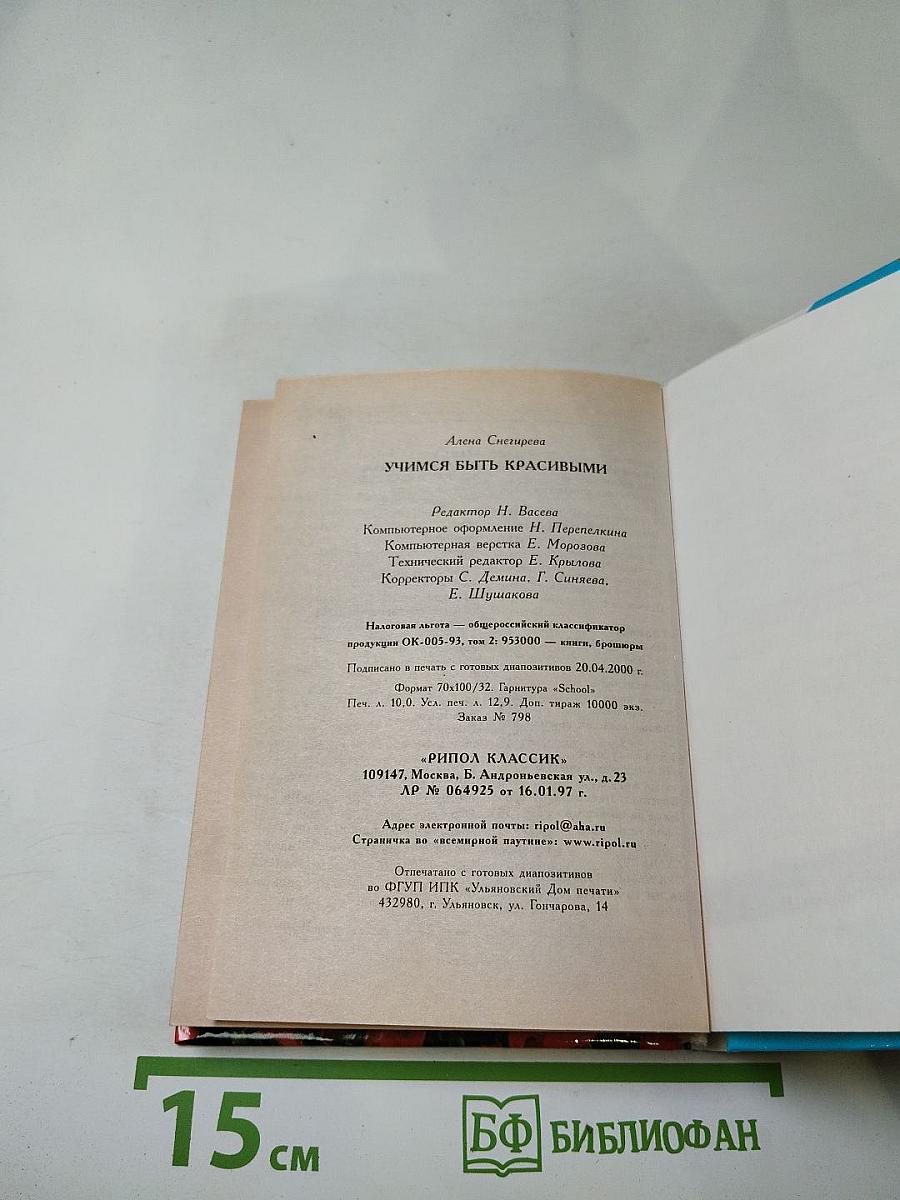 Алена Снегирева
УЧИМСЯ БЫТЬ КРАСИВЫМИ
Редактор Н. Васева
Компьютерное оформление Н. Перепелкина
Компьютерная верстка Е. Морозова
Технический редактор Е. Крылова
Корректоры С. Демина, Г. Синяева,
Е. Шушакова
Налоговая льгота — общероссийский классификатор
продукции ОК-005-93, том 2: 953000 — книги, брошюры
Подписано в печать с готовых диапозитивов 20.04.2000 г.
Формат 70х100/32. Гарнитура «School»
Печ. л. 10,0. Усл. печ. л. 12,9. Доп. тираж 10000 экз.
Заказ № 798
«РИПОЛ КЛАССИК»
109147, Москва, Б. Андроньевская ул., д. 23
ЛР № 064925 от 16.01.97 г.
Адрес электронной почты: ripol@aha.ru
Страничка во «всемирной паутине»: www.ripol.ru
Отпечатано с готовых диапозитивов
во ФГУП ИПК «Ульяновский Дом печати»
432980, г. Ульяновск, ул. Гончарова, 14
15 см
БФ БИБЛИОФАН